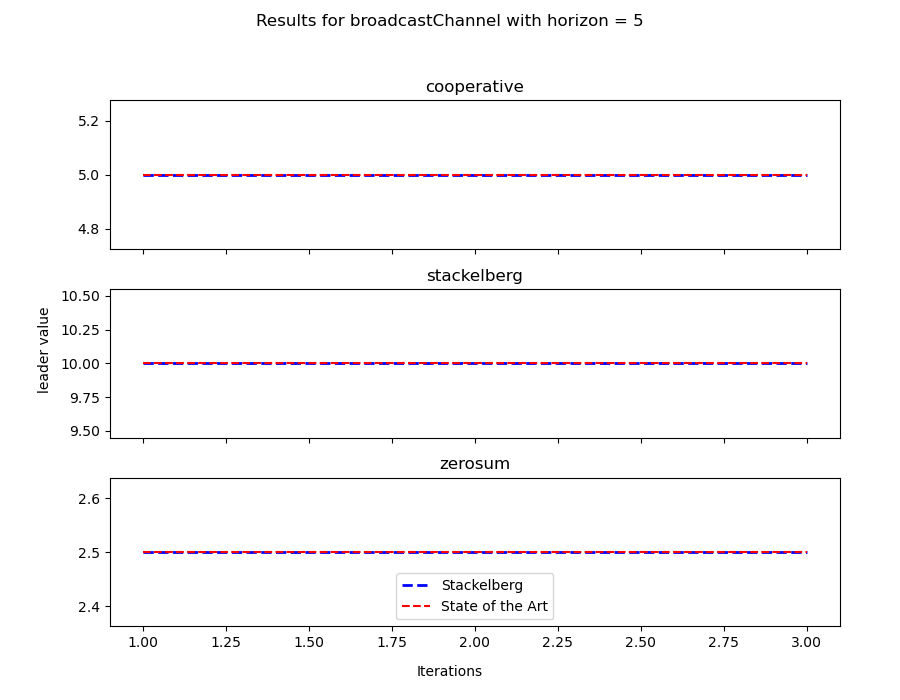 Results for broadcastChannel with horizon = 5
cooperative
5.2
5.0
4.8
stackelberg
10.50
10.25
10.00
9.75
9.50
leader value
zerosum
2.6
2.5
2.4
Stackelberg
State of the Art
1.00 1.25 1.50 1.75 2.00 2.25 2.50 2.75 3.00
Iterations